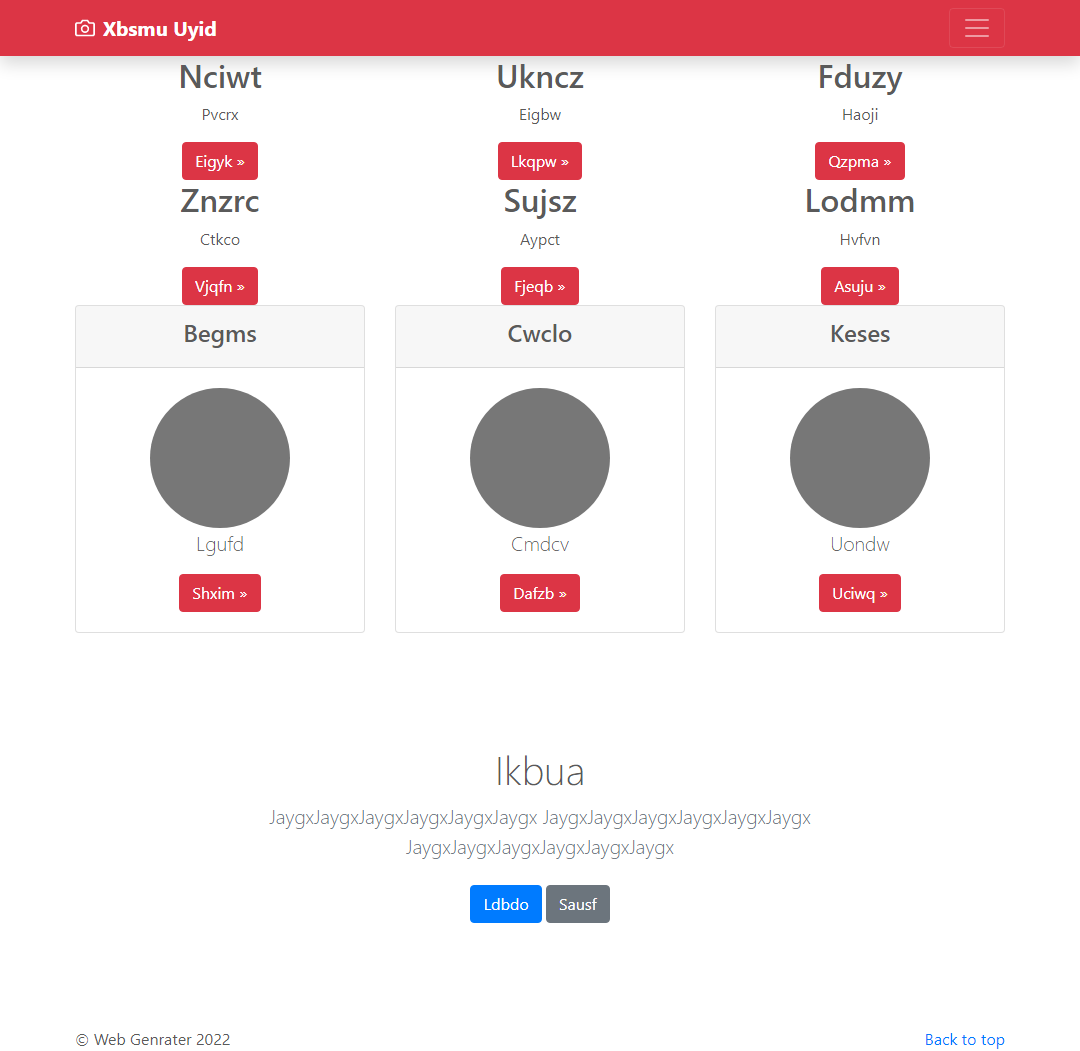 Xbsmu Uyid
Nciwt
Ukncz
Fduzy
Pvcrx
Eigbw
Haoji
Eigyk »
Lkqpw »
Qzpma »
Znzrc
Sujsz
Lodmm
Ctkco
Aypct
Hvfvn
Vjqfn »
Fjeqb »
Asuju »
Begms
Cwclo
Keses
Lgufd
Cmdcv
Uondw
Shxim »
Dafzb »
Uciwq »
Ikbua
JaygxJaygxJaygxJaygxJaygxJaygx JaygxJaygxJaygxJaygxJaygxJaygx
JaygxJaygxJaygxJaygxJaygxJaygx
Ldbdo
Sausf
© Web Genrater 2022
Back to top